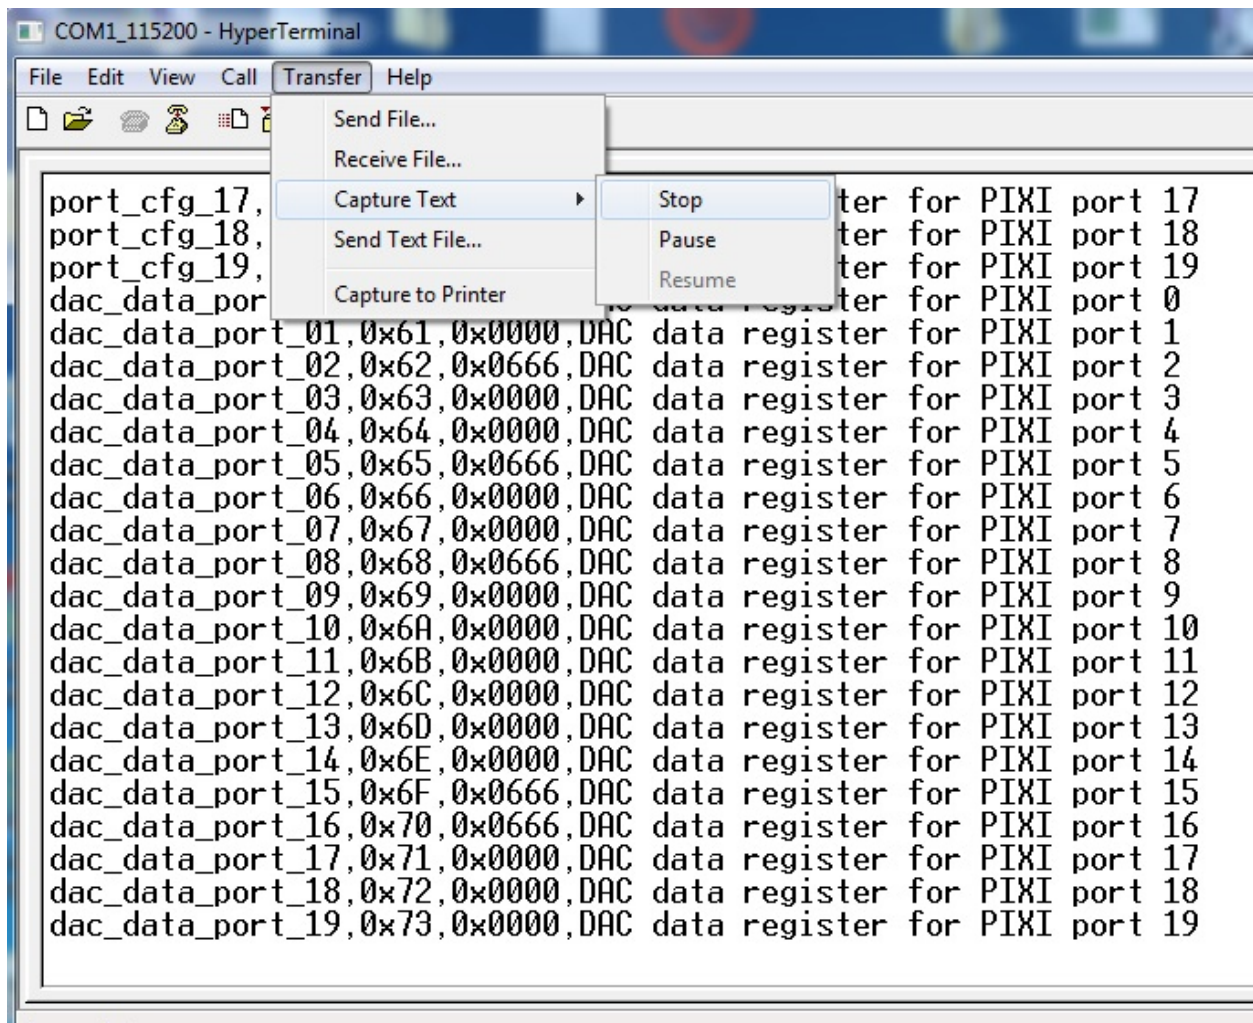 COM1_115200 - HyperTerminal
File Edit View Call Transfer Help
Send File...
Receive File...
Capture Text
Send Text File...
Capture to Printer
Stop
Pause
Resume
port_cfg_17, ter for PIXI port 17
port_cfg_18, ter for PIXI port 18
port_cfg_19, ter for PIXI port 19
dac_data_por for PIXI port 0
dac_data_port_01,0x61,0x0000,DAC data register for PIXI port 1
dac_data_port_02,0x62,0x0666,DAC data register for PIXI port 2
dac_data_port_03,0x63,0x0000,DAC data register for PIXI port 3
dac_data_port_04,0x64,0x0000,DAC data register for PIXI port 4
dac_data_port_05,0x65,0x0666,DAC data register for PIXI port 5
dac_data_port_06,0x66,0x0000,DAC data register for PIXI port 6
dac_data_port_07,0x67,0x0000,DAC data register for PIXI port 7
dac_data_port_08,0x68,0x0666,DAC data register for PIXI port 8
dac_data_port_09,0x69,0x0000,DAC data register for PIXI port 9
dac_data_port_10,0x6A,0x0000,DAC data register for PIXI port 10
dac_data_port_11,0x6B,0x0000,DAC data register for PIXI port 11
dac_data_port_12,0x6C,0x0000,DAC data register for PIXI port 12
dac_data_port_13,0x6D,0x0000,DAC data register for PIXI port 13
dac_data_port_14,0x6E,0x0000,DAC data register for PIXI port 14
dac_data_port_15,0x6F,0x0666,DAC data register for PIXI port 15
dac_data_port_16,0x70,0x0666,DAC data register for PIXI port 16
dac_data_port_17,0x71,0x0000,DAC data register for PIXI port 17
dac_data_port_18,0x72,0x0000,DAC data register for PIXI port 18
dac_data_port_19,0x73,0x0000,DAC data register for PIXI port 19